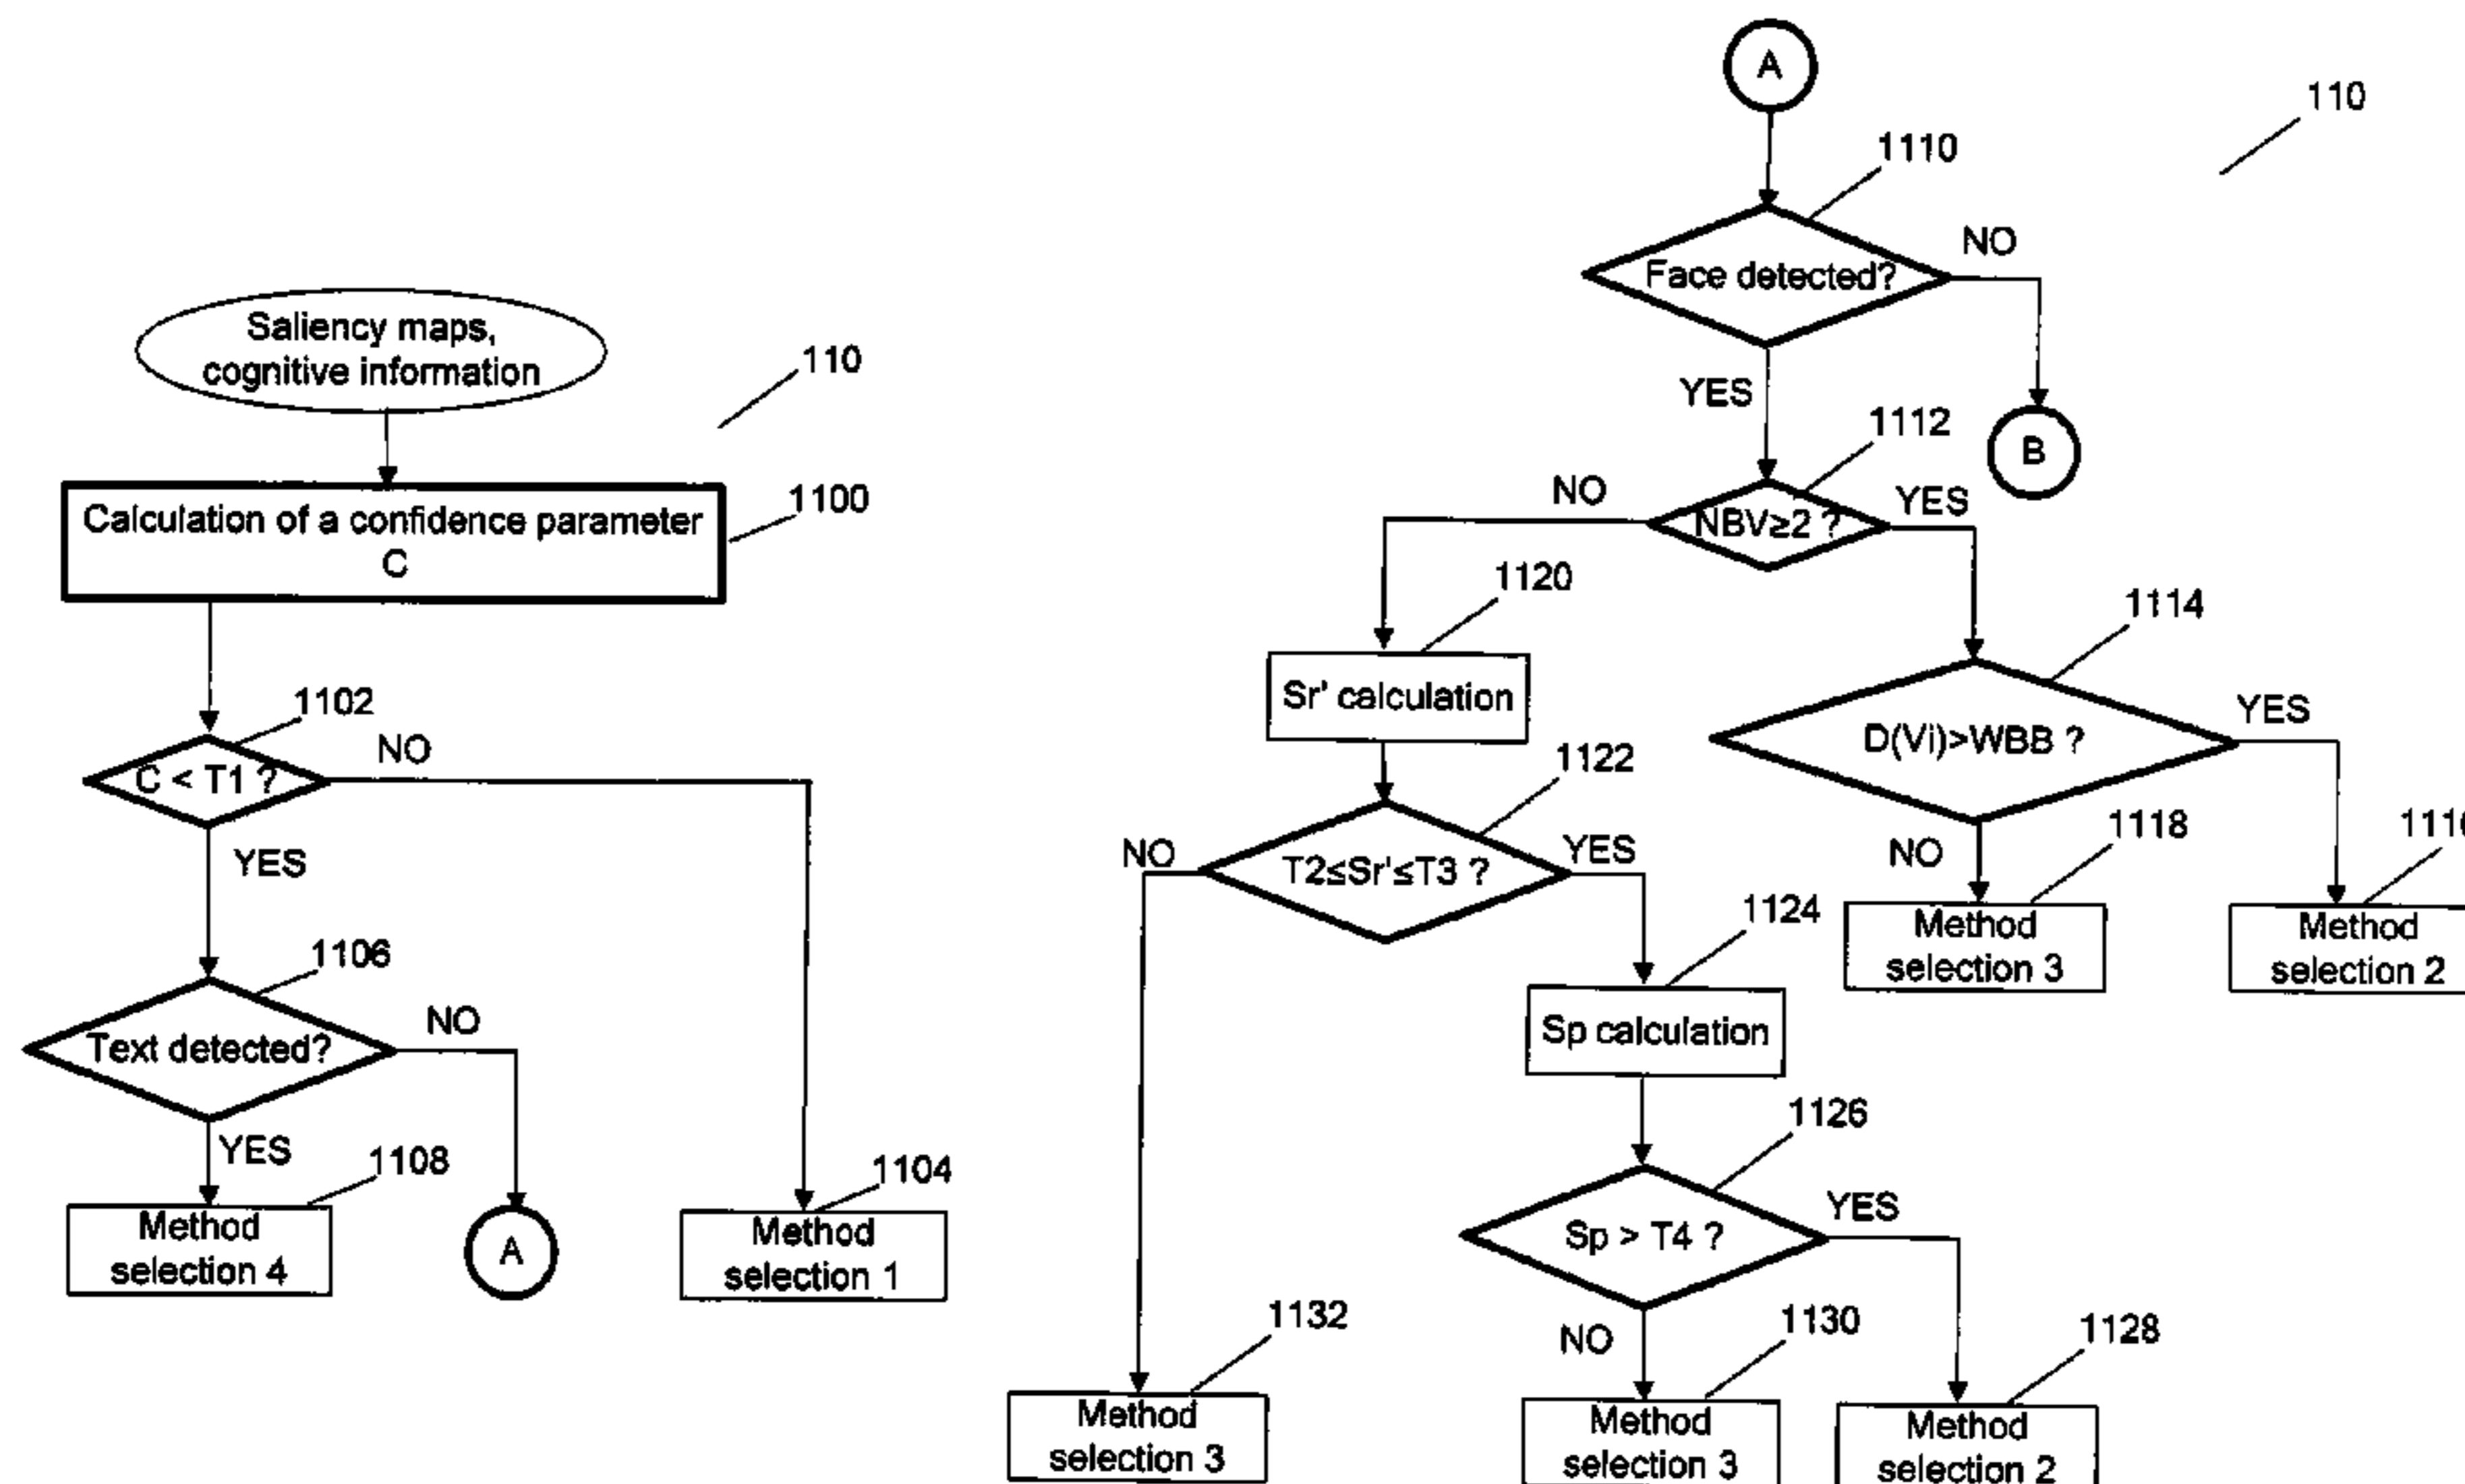 Saliency maps,
cognitive information
110
Calculation of a confidence parameter
C
1100
C < T1 ?
1102
NO
YES
Text detected?
1106
NO
YES
1108
Method
selection 4
A
1104
Method
selection 1
A
110
1110
Face detected?
NO
YES
B
1112
NBV≥2 ?
NO
YES
1120
Sr' calculation
1114
D(Vi)>WBB ?
YES
NO
1118
Method
selection 3
Method
selection 2
1122
T2≤Sr'≤T3 ?
NO
YES
1124
Sp calculation
1126
Sp > T4 ?
YES
NO
1132
Method
selection 3
1130
Method
selection 3
1128
Method
selection 2